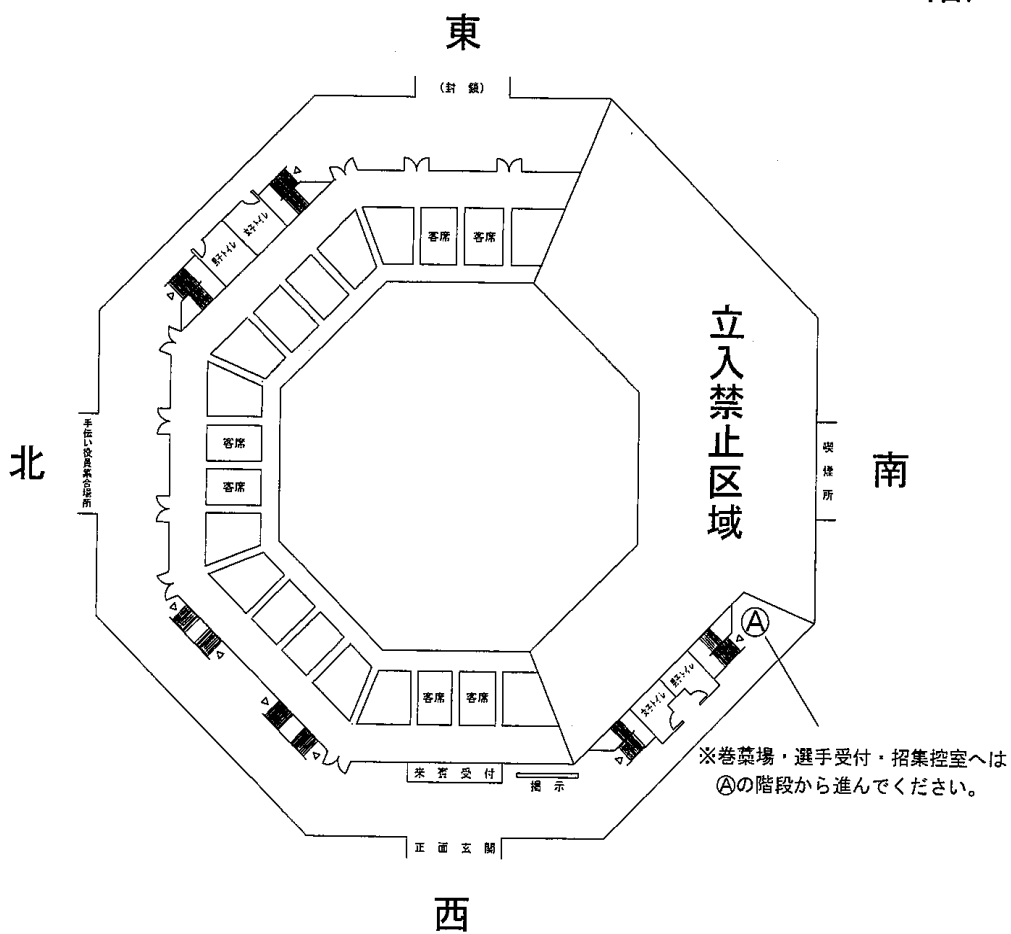 東
(封 鎖)
女子トイレ
男子トイレ
客席
客席
立入禁止区域
手伝い役員集合場所
北
客席
客席
喫煙所
南
Ⓐ
男子トイレ
女子トイレ
客席
客席
来賓受付
掲示
※巻藁場・選手受付・招集控室へは
Ⓐの階段から進んでください。
正面玄関
西